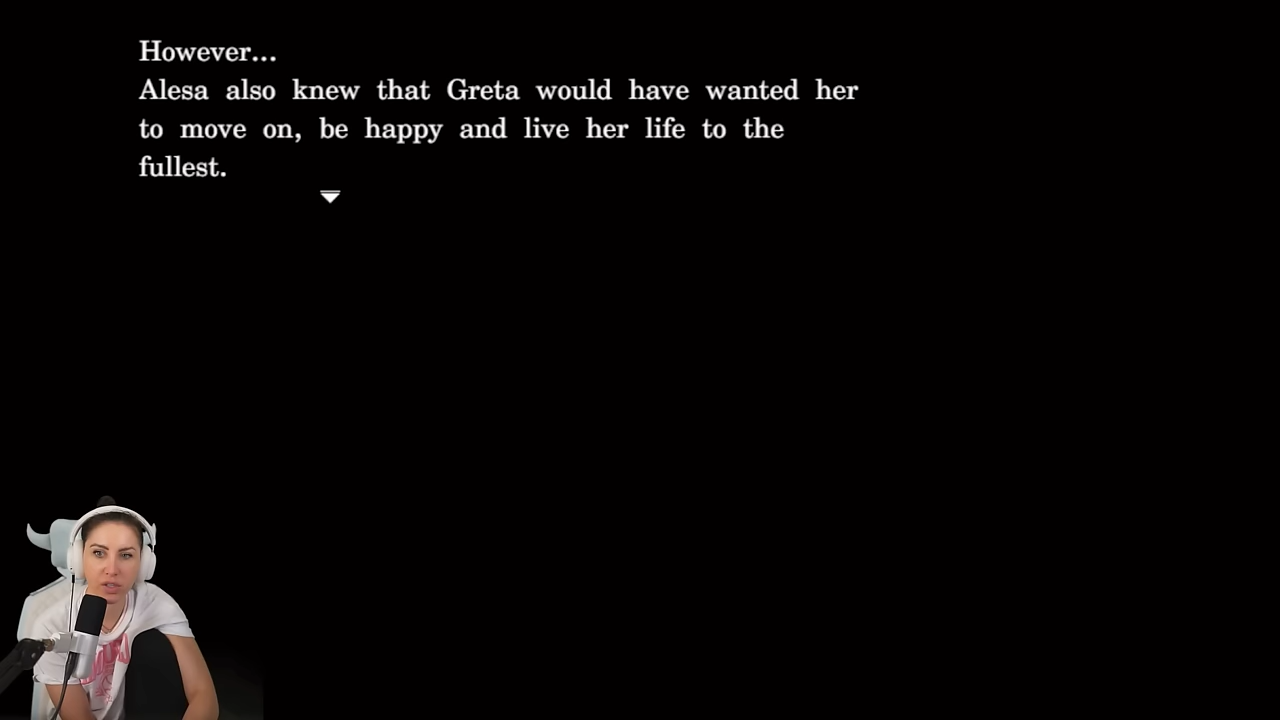 However...
Alesa also knew that Greta would have wanted her
to move on, be happy and live her life to the
fullest.